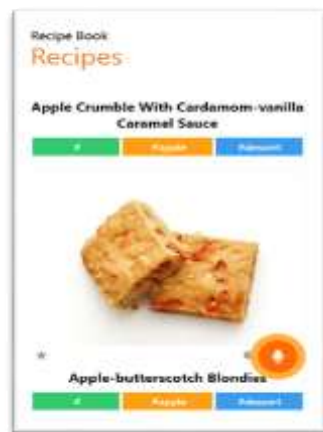 Recipe Book
Recipes
Apple Crumble With Cardamom-vanilla
Caramel Sauce
# #apple #dessert
Apple-butterscotch Blondies
# #apple #dessert